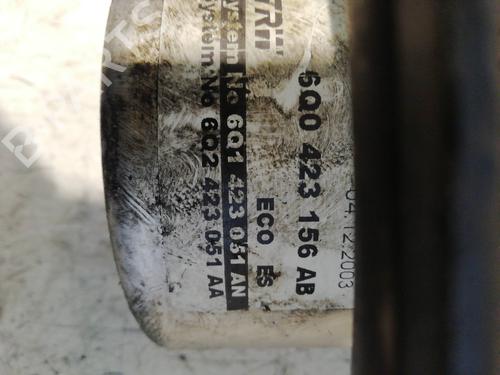 TRW
6Q0 423 156 AB
04.12.2003
ECO ES
System No 6Q1 423 051 AN
System No 6Q2 423 051 AA
B-PARTS